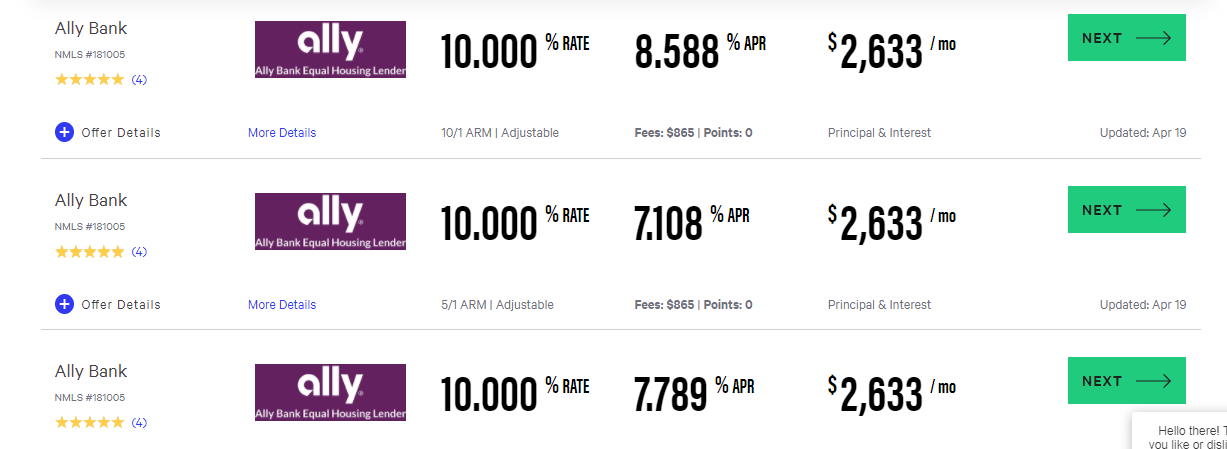 Ally Bank
NMLS #181005
(4)
ally
Ally Bank Equal Housing Lender
10.000 % RATE
8.588 % APR
$2,633 / mo
NEXT
Offer Details
More Details
10/1 ARM | Adjustable
Fees: $865 | Points: 0
Principal & Interest
Updated: Apr 19
Ally Bank
NMLS #181005
(4)
ally
Ally Bank Equal Housing Lender
10.000 % RATE
7.108 % APR
$2,633 / mo
NEXT
Offer Details
More Details
5/1 ARM | Adjustable
Fees: $865 | Points: 0
Principal & Interest
Updated: Apr 19
Ally Bank
NMLS #181005
(4)
ally
Ally Bank Equal Housing Lender
10.000 % RATE
7.789 % APR
$2,633 / mo
NEXT
Hello there!
you like or